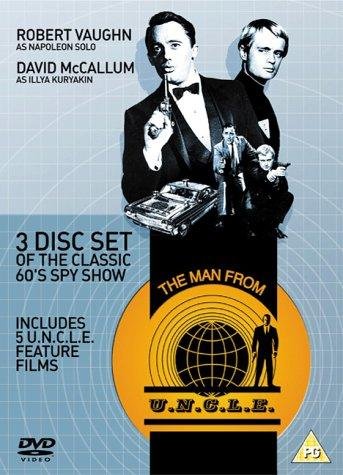 ROBERT VAUGHN
AS NAPOLEON SOLO
DAVID McCALLUM
AS ILLYA KURYAKIN
3 DISC SET
OF THE CLASSIC
60'S SPY SHOW
THE MAN FROM
INCLUDES
5 U.N.C.L.E.
FEATURE
FILMS
U.N.C.L.E.
DVD
VIDEO
PG